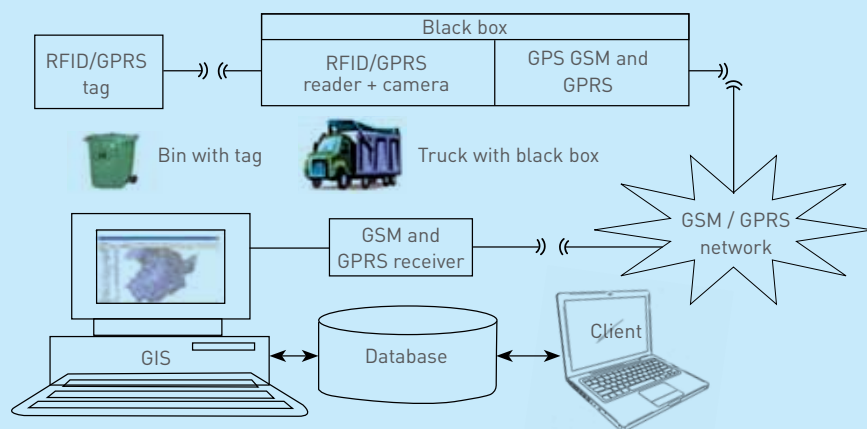 Black box
RFID/GPRS
tag
RFID/GPRS
reader + camera
GPS GSM and
GPRS
Bin with tag
Truck with black box
GSM / GPRS
network
GSM and
GPRS receiver
GIS
Database
Client